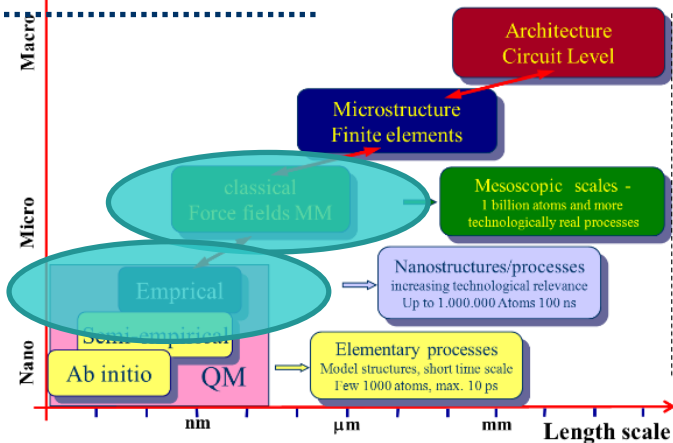 Macro
Architecture
Circuit Level
Microstructure
Finite elements
Micro
classical
Force fields MM
Mesoscopic scales -
1 billion atoms and more
technologically real processes
Emprical
Nanostructures/processes
increasing technological relevance
Up to 1.000.000 Atoms 100 ns
Nano
Semi-empirical
Ab initio
QM
Elementary processes
Model structures, short time scale
Few 1000 atoms, max. 10 ps
nm
µm
mm
Length scale